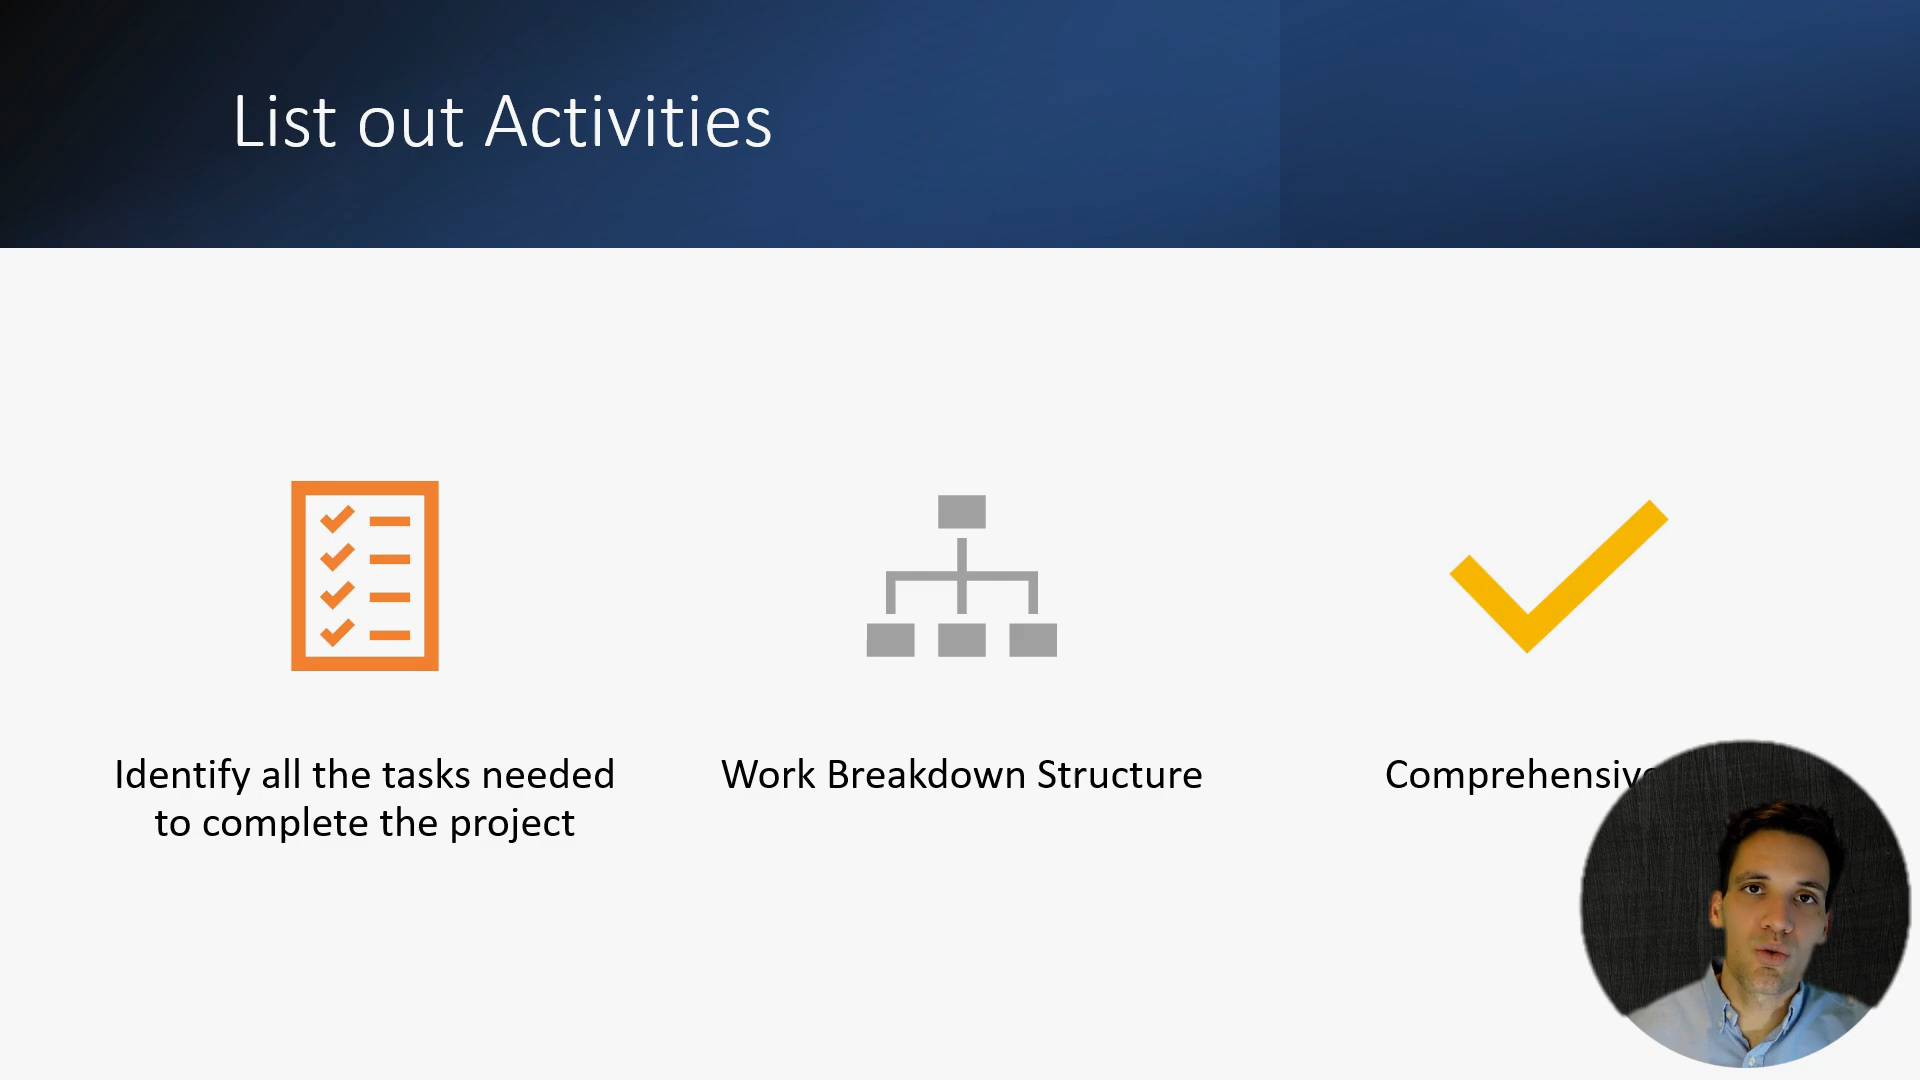 List out Activities
Identify all the tasks needed
to complete the project
Work Breakdown Structure